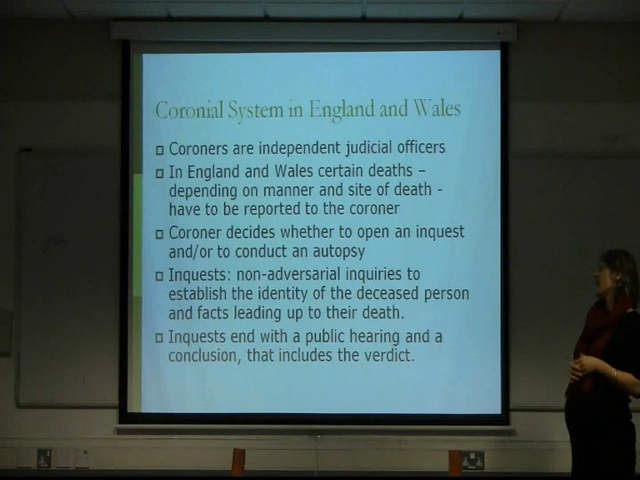 Coronial System in England and Wales
Coroners are independent judicial officers
In England and Wales certain deaths –
depending on manner and site of death -
have to be reported to the coroner
Coroner decides whether to open an inquest
and/or to conduct an autopsy
Inquests: non-adversarial inquiries to
establish the identity of the deceased person
and facts leading up to their death.
Inquests end with a public hearing and a
conclusion, that includes the verdict.